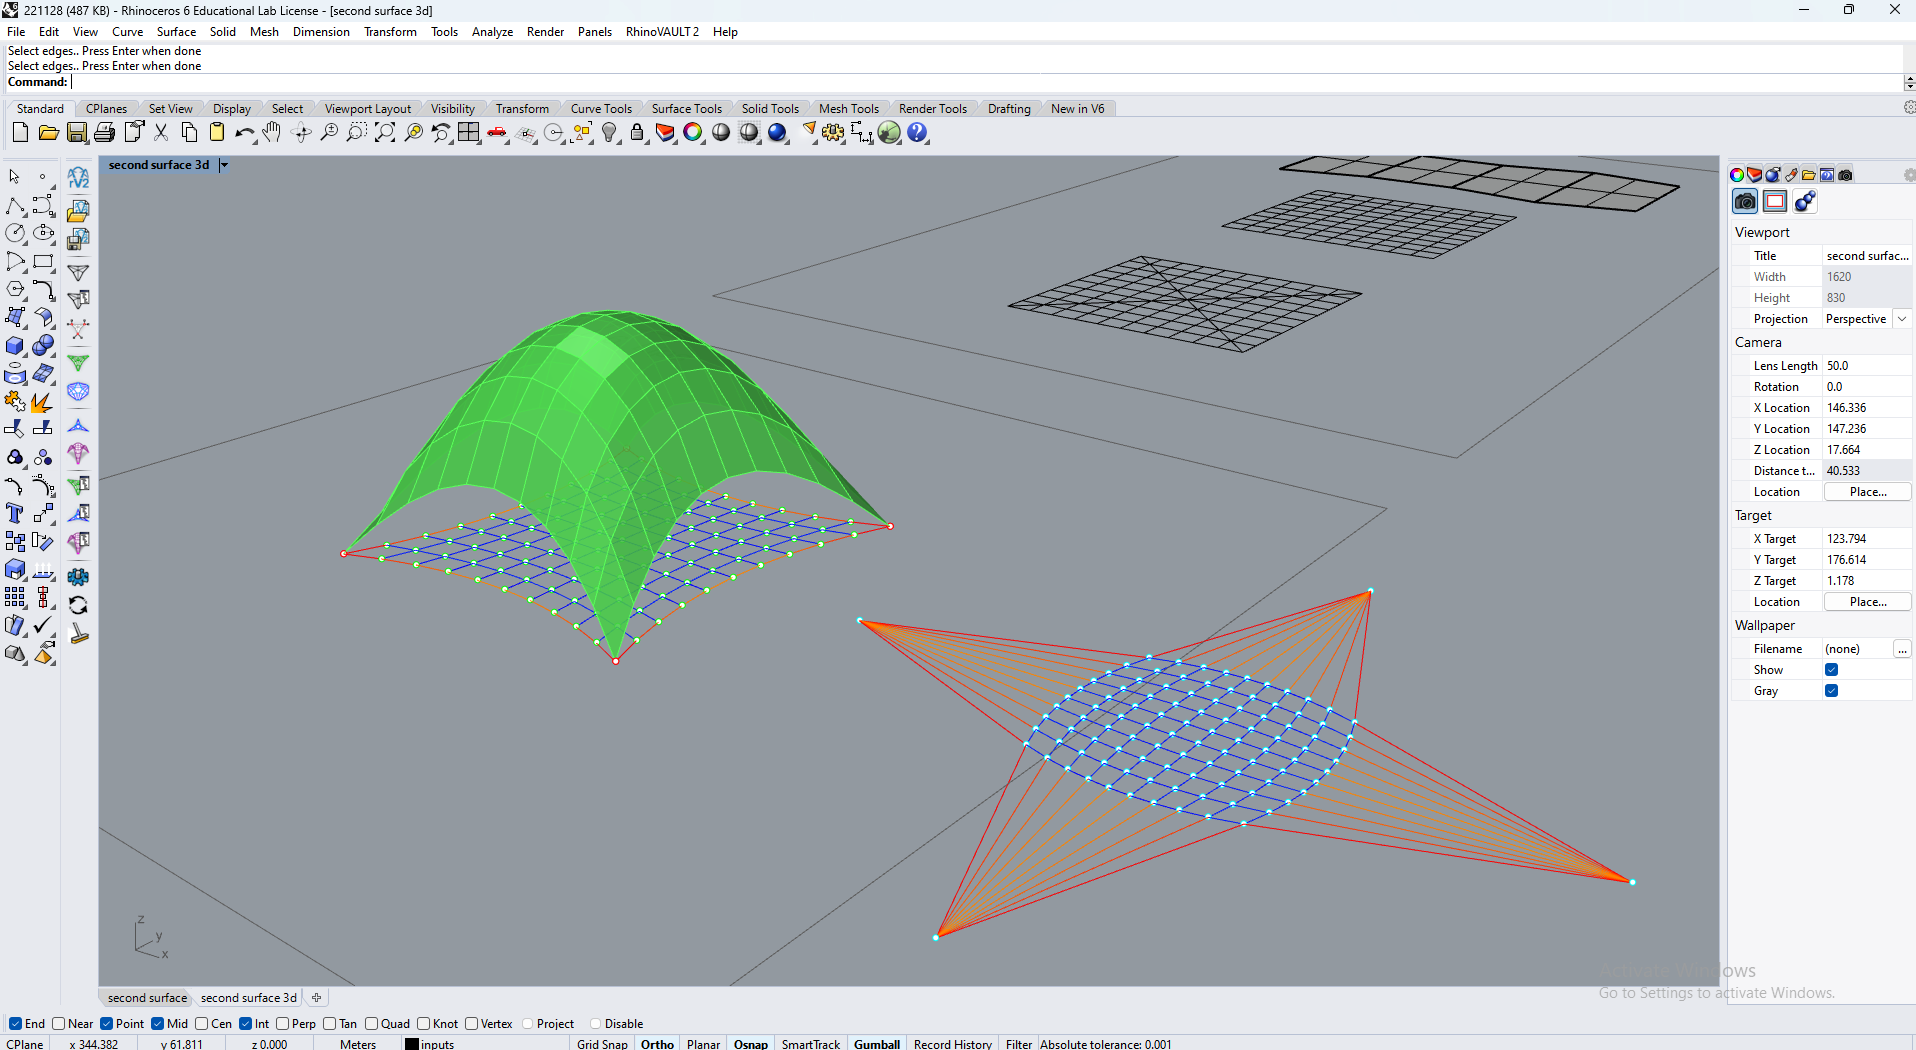 221128 (487 KB) - Rhinoceros 6 Educational Lab License - [second surface 3d]
File Edit View Curve Surface Solid Mesh Dimension Transform Tools Analyze Render Panels RhinoVAULT2 Help
Select edges.. Press Enter when done
Select edges.. Press Enter when done
Command:
Standard CPlanes Set View Display Select Viewport Layout Visibility Transform Curve Tools Surface Tools Solid Tools Mesh Tools Render Tools Drafting New in V6
second surface 3d
rV2
Viewport
Title second surfac...
Width 1620
Height 830
Projection Perspective
Camera
Lens Length 50.0
Rotation 0.0
X Location 146.336
Y Location 147.236
Z Location 17.664
Distance t... 40.533
Location Place...
Target
X Target 123.794
Y Target 176.614
Z Target 1.178
Location Place...
Wallpaper
Filename (none) ...
Show
Gray
z
y
x
Activate Windows
Go to Settings to activate Windows.
second surface second surface 3d
End Near Point Mid Cen Int Perp Tan Quad Knot Vertex Project Disable
CPlane x 344.382 y 61.811 z 0.000 Meters inputs Grid Snap Ortho Planar Osnap SmartTrack Gumball Record History Filter Absolute tolerance: 0.001